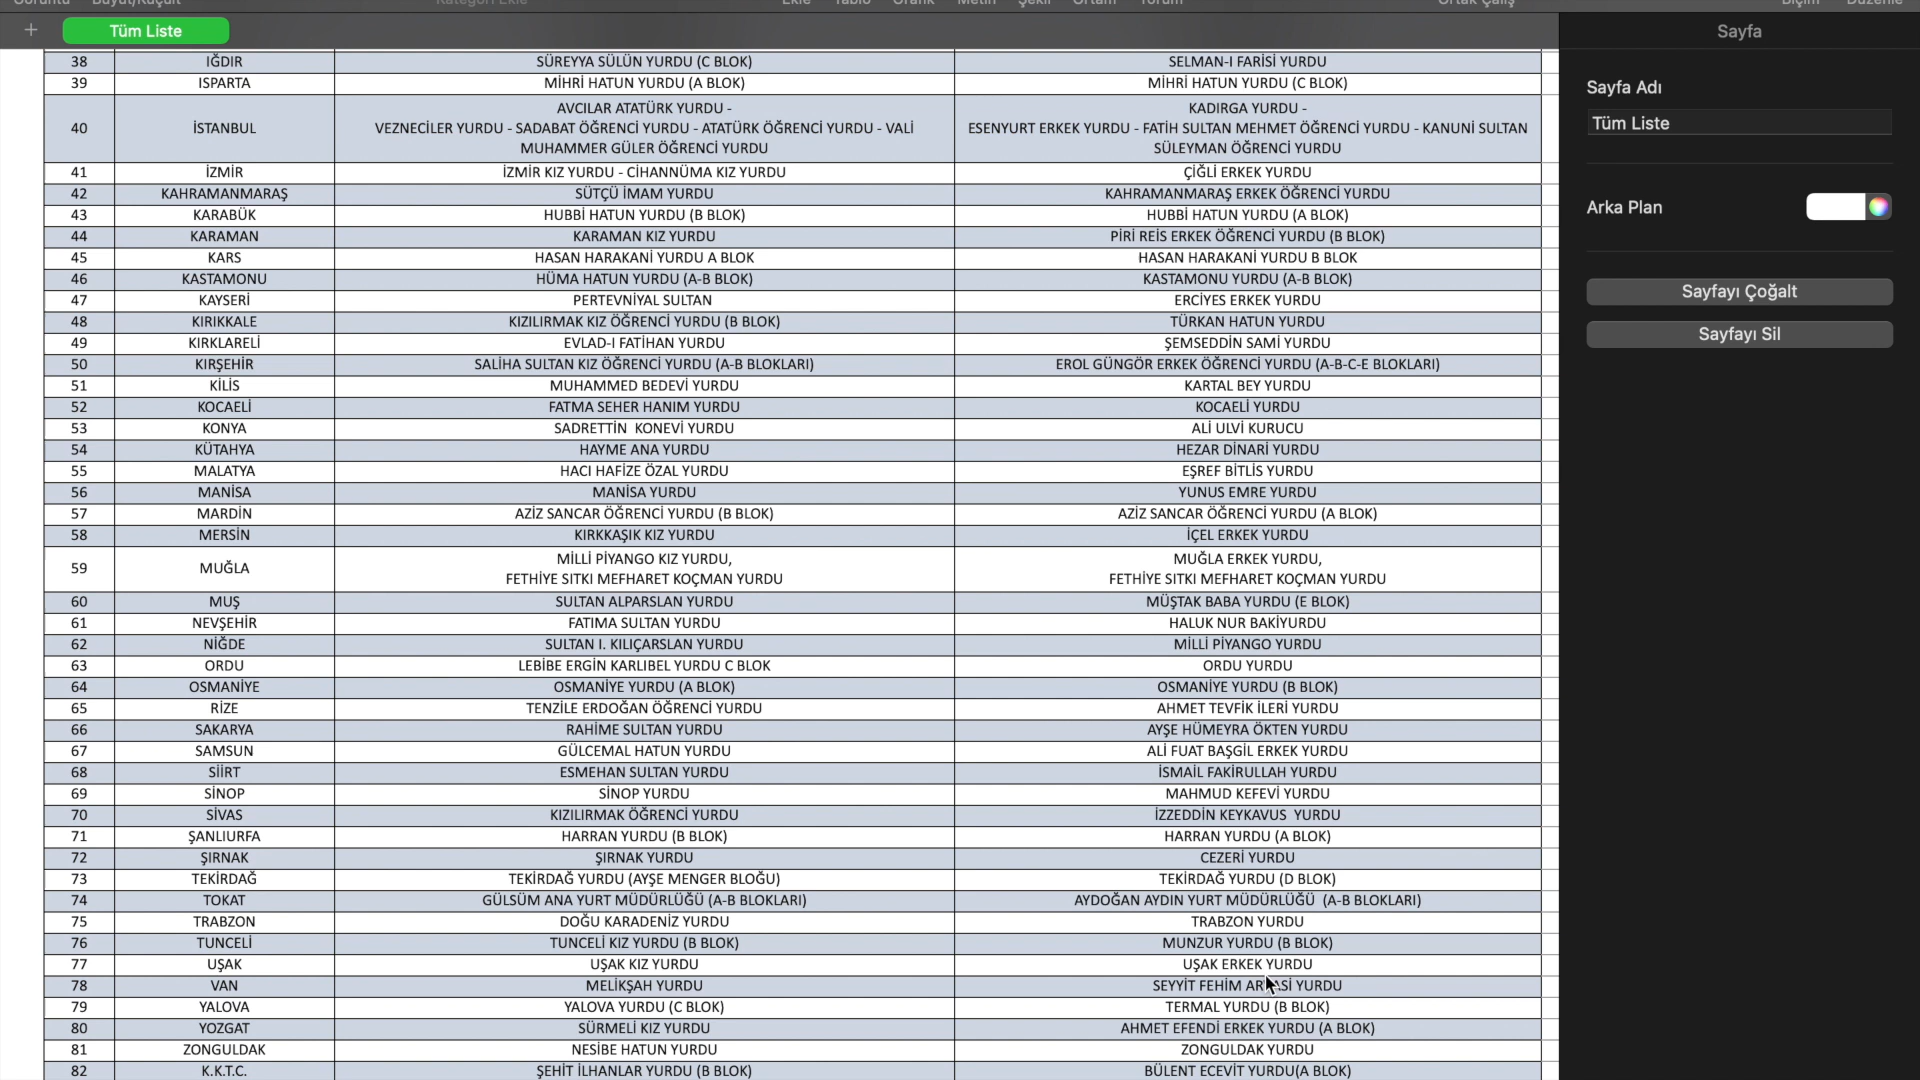 Görüntü Büyüt/Küçült Kategori Ekle Ekle Tablo Grafik Metin Şekil Ortam Yorum Ortak Çalış Biçim Düzenle
+ Tüm Liste Sayfa
38 IĞDIR SÜREYYA SÜLÜN YURDU (C BLOK) SELMAN-I FARİSİ YURDU
39 ISPARTA MİHRİ HATUN YURDU (A BLOK) MİHRİ HATUN YURDU (C BLOK)
40 İSTANBUL
AVCILAR ATATÜRK YURDU -
VEZNECİLER YURDU - SADABAT ÖĞRENCİ YURDU - ATATÜRK ÖĞRENCİ YURDU - VALİ
MUHAMMER GÜLER ÖĞRENCİ YURDU
KADIRGA YURDU -
ESENYURT ERKEK YURDU - FATİH SULTAN MEHMET ÖĞRENCİ YURDU - KANUNİ SULTAN
SÜLEYMAN ÖĞRENCİ YURDU
41 İZMİR İZMİR KIZ YURDU - CİHANNÜMA KIZ YURDU ÇİĞLİ ERKEK YURDU
42 KAHRAMANMARAŞ SÜTÇÜ İMAM YURDU KAHRAMANMARAŞ ERKEK ÖĞRENCİ YURDU
43 KARABÜK HUBBİ HATUN YURDU (B BLOK) HUBBİ HATUN YURDU (A BLOK)
44 KARAMAN KARAMAN KIZ YURDU PİRİ REİS ERKEK ÖĞRENCİ YURDU (B BLOK)
45 KARS HASAN HARAKANİ YURDU A BLOK HASAN HARAKANİ YURDU B BLOK
46 KASTAMONU HÜMA HATUN YURDU (A-B BLOK) KASTAMONU YURDU (A-B BLOK)
47 KAYSERİ PERTEVNİYAL SULTAN ERCİYES ERKEK YURDU
48 KIRIKKALE KIZILIRMAK KIZ ÖĞRENCİ YURDU (B BLOK) TÜRKAN HATUN YURDU
49 KIRKLARELİ EVLAD-I FATİHAN YURDU ŞEMSEDDİN SAMİ YURDU
50 KIRŞEHİR SALİHA SULTAN KIZ ÖĞRENCİ YURDU (A-B BLOKLARI) EROL GÜNGÖR ERKEK ÖĞRENCİ YURDU (A-B-C-E BLOKLARI)
51 KİLİS MUHAMMED BEDEVİ YURDU KARTAL BEY YURDU
52 KOCAELİ FATMA SEHER HANIM YURDU KOCAELİ YURDU
53 KONYA SADRETTİN KONEVİ YURDU ALİ ULVİ KURUCU
54 KÜTAHYA HAYME ANA YURDU HEZAR DİNARİ YURDU
55 MALATYA HACI HAFİZE ÖZAL YURDU EŞREF BİTLİS YURDU
56 MANİSA MANİSA YURDU YUNUS EMRE YURDU
57 MARDİN AZİZ SANCAR ÖĞRENCİ YURDU (B BLOK) AZİZ SANCAR ÖĞRENCİ YURDU (A BLOK)
58 MERSİN KIRKKAŞIK KIZ YURDU İÇEL ERKEK YURDU
59 MUĞLA
MİLLİ PİYANGO KIZ YURDU,
FETHİYE SITKI MEFHARET KOÇMAN YURDU
MUĞLA ERKEK YURDU,
FETHİYE SITKI MEFHARET KOÇMAN YURDU
60 MUŞ SULTAN ALPARSLAN YURDU MÜŞTAK BABA YURDU (E BLOK)
61 NEVŞEHİR FATIMA SULTAN YURDU HALUK NUR BAKİYURDU
62 NİĞDE SULTAN I. KILIÇARSLAN YURDU MİLLİ PİYANGO YURDU
63 ORDU LEBİBE ERGİN KARLIBEL YURDU C BLOK ORDU YURDU
64 OSMANİYE OSMANİYE YURDU (A BLOK) OSMANİYE YURDU (B BLOK)
65 RİZE TENZİLE ERDOĞAN ÖĞRENCİ YURDU AHMET TEVFİK İLERİ YURDU
66 SAKARYA RAHİME SULTAN YURDU AYŞE HÜMEYRA ÖKTEN YURDU
67 SAMSUN GÜLCEMAL HATUN YURDU ALİ FUAT BAŞGİL ERKEK YURDU
68 SİİRT ESMEHAN SULTAN YURDU İSMAİL FAKİRULLAH YURDU
69 SİNOP SİNOP YURDU MAHMUD KEFEVİ YURDU
70 SİVAS KIZILIRMAK ÖĞRENCİ YURDU İZZEDDİN KEYKAVUS YURDU
71 ŞANLIURFA HARRAN YURDU (B BLOK) HARRAN YURDU (A BLOK)
72 ŞIRNAK ŞIRNAK YURDU CEZERİ YURDU
73 TEKİRDAĞ TEKİRDAĞ YURDU (AYŞE MENGER BLOĞU) TEKİRDAĞ YURDU (D BLOK)
74 TOKAT GÜLSÜM ANA YURT MÜDÜRLÜĞÜ (A-B BLOKLARI) AYDOĞAN AYDIN YURT MÜDÜRLÜĞÜ (A-B BLOKLARI)
75 TRABZON DOĞU KARADENİZ YURDU TRABZON YURDU
76 TUNCELİ TUNCELİ KIZ YURDU (B BLOK) MUNZUR YURDU (B BLOK)
77 UŞAK UŞAK KIZ YURDU UŞAK ERKEK YURDU
78 VAN MELİKŞAH YURDU SEYYİT FEHİM YURDU
79 YALOVA YALOVA YURDU (C BLOK) TERMAL YURDU (B BLOK)
80 YOZGAT SÜRMELİ KIZ YURDU AHMET EFENDİ ERKEK YURDU (A BLOK)
81 ZONGULDAK NESİBE HATUN YURDU ZONGULDAK YURDU
82 K.K.T.C. ŞEHİT İLHANLAR YURDU (B BLOK) BÜLENT ECEVİT YURDU(A BLOK)
Sayfa Adı
Tüm Liste
Arka Plan
Sayfayı Çoğalt
Sayfayı Sil